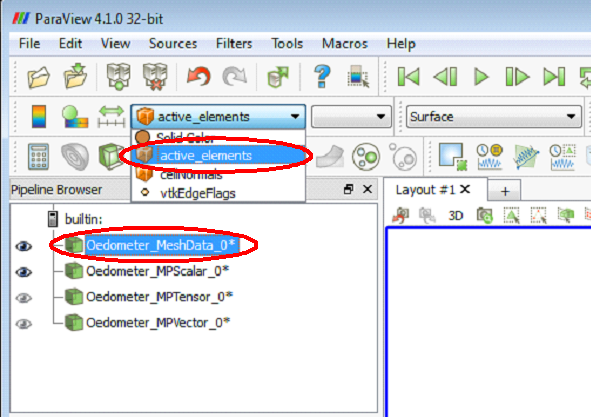 ParaView 4.1.0 32-bit
File Edit View Sources Filters Tools Macros Help
active_elements Surface
Solid Color
active_elements
cellNormals
vtkEdgeFlags
Pipeline Browser
Layout #1
3D
builtin:
Oedometer_MeshData_0*
Oedometer_MPScalar_0*
Oedometer_MPTensor_0*
Oedometer_MPVector_0*